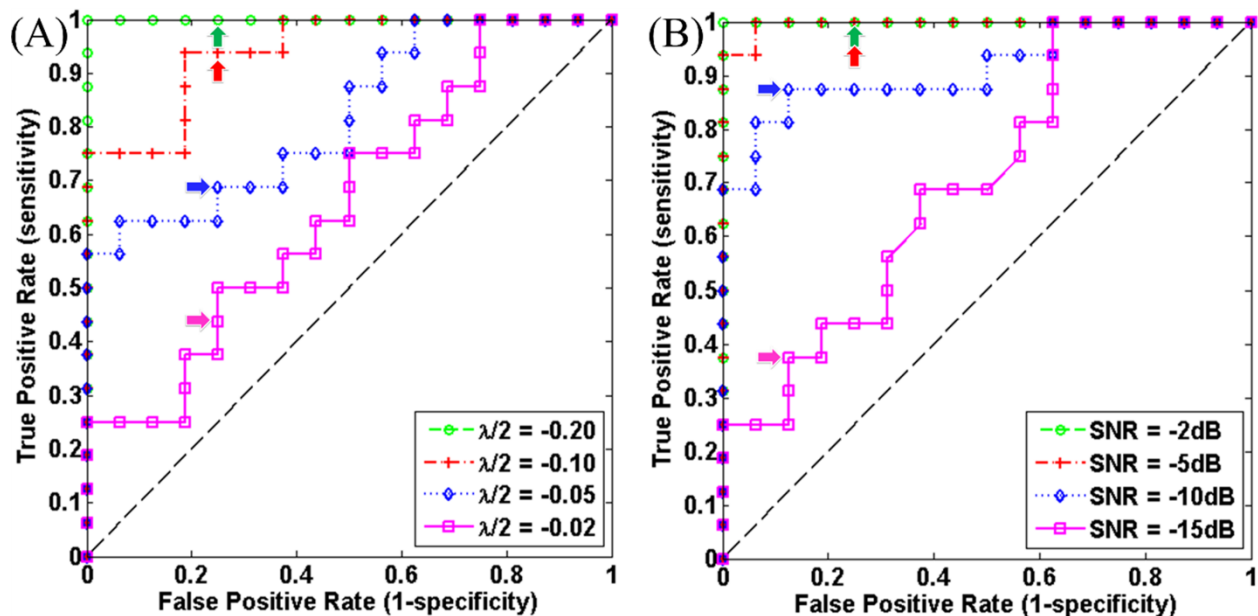 (A)
True Positive Rate (sensitivity)
1
0.9
0.8
0.7
0.6
0.5
0.4
0.3
0.2
0.1
0
0
0.2
0.4
0.6
0.8
1
False Positive Rate (1-specificity)
λ/2 = -0.20
λ/2 = -0.10
λ/2 = -0.05
λ/2 = -0.02
(B)
True Positive Rate (sensitivity)
1
0.9
0.8
0.7
0.6
0.5
0.4
0.3
0.2
0.1
0
0
0.2
0.4
0.6
0.8
1
False Positive Rate (1-specificity)
SNR = -2dB
SNR = -5dB
SNR = -10dB
SNR = -15dB